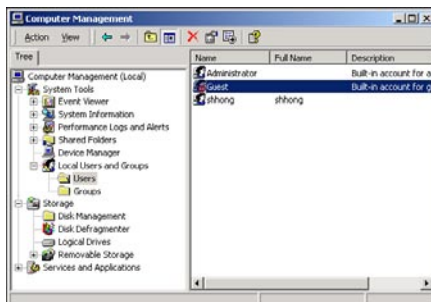 Computer Management
Action View
Tree
Name Full Name Description
Computer Management (Local)
System Tools
Event Viewer
System Information
Performance Logs and Alerts
Shared Folders
Device Manager
Local Users and Groups
Users
Groups
Storage
Disk Management
Disk Defragmenter
Logical Drives
Removable Storage
Services and Applications
Administrator Built-in account for a
Guest Built-in account for g
shhong shhong